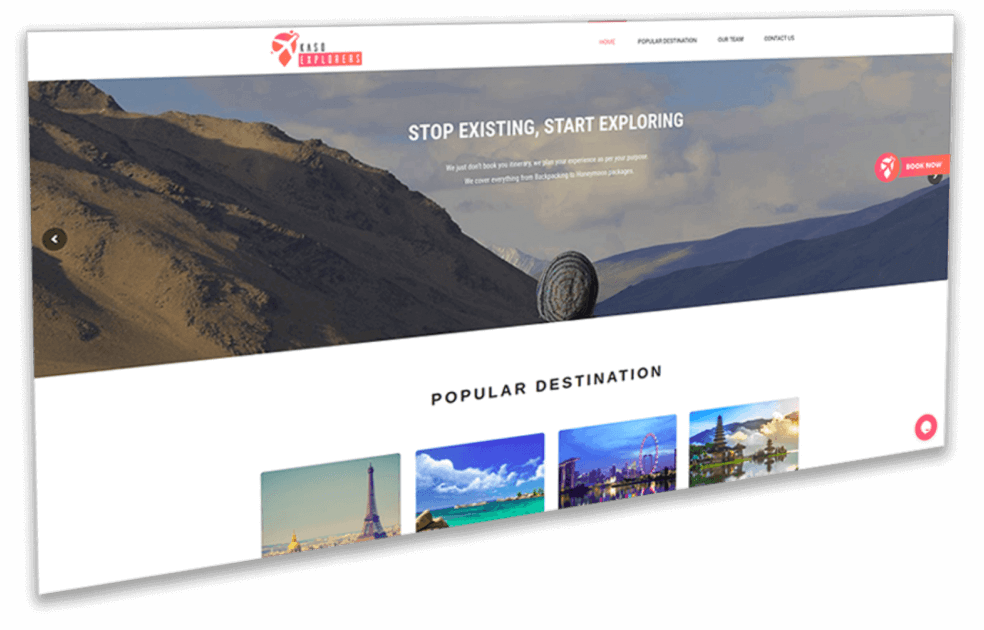 KASO
EXPLORERS
HOME
POPULAR DESTINATION
OUR TEAM
CONTACT US
STOP EXISTING, START EXPLORING
We just don't book you itinerary, we plan your experience as per your purpose.
We cover everything from Backpacking to Honeymoon packages.
BOOK NOW
POPULAR DESTINATION